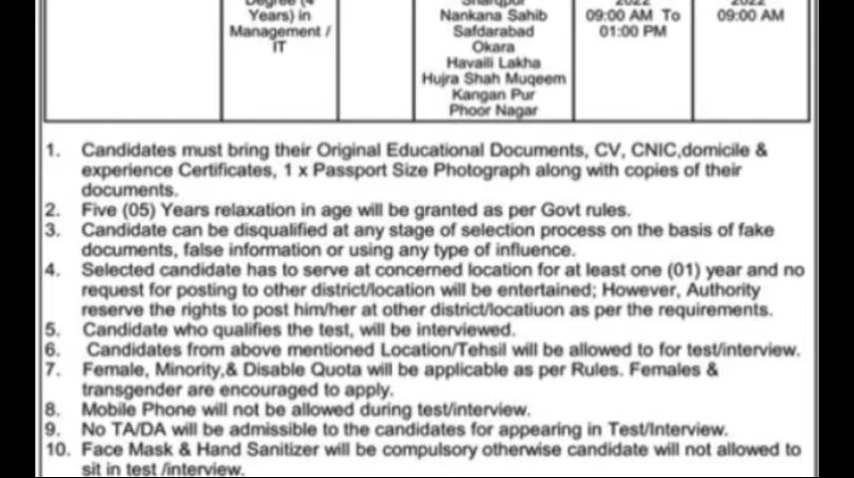 Degree (4
Years) in
Management /
IT
Sharqpur
Nankana Sahib
Safdarabad
Okara
Havaili Lakha
Hujra Shah Muqeem
Kangan Pur
Phoor Nagar
2022
09:00 AM To
01:00 PM
2022
09:00 AM
1. Candidates must bring their Original Educational Documents, CV, CNIC,domicile &
experience Certificates, 1 x Passport Size Photograph along with copies of their
documents.
2. Five (05) Years relaxation in age will be granted as per Govt rules.
3. Candidate can be disqualified at any stage of selection process on the basis of fake
documents, false information or using any type of influence.
4. Selected candidate has to serve at concerned location for at least one (01) year and no
request for posting to other district/location will be entertained; However, Authority
reserve the rights to post him/her at other district/locatiuon as per the requirements.
5. Candidate who qualifies the test, will be interviewed.
6. Candidates from above mentioned Location/Tehsil will be allowed to for test/interview.
7. Female, Minority,& Disable Quota will be applicable as per Rules. Females &
transgender are encouraged to apply.
8. Mobile Phone will not be allowed during test/interview.
9. No TA/DA will be admissible to the candidates for appearing in Test/Interview.
10. Face Mask & Hand Sanitizer will be compulsory otherwise candidate will not allowed to
sit in test /interview.